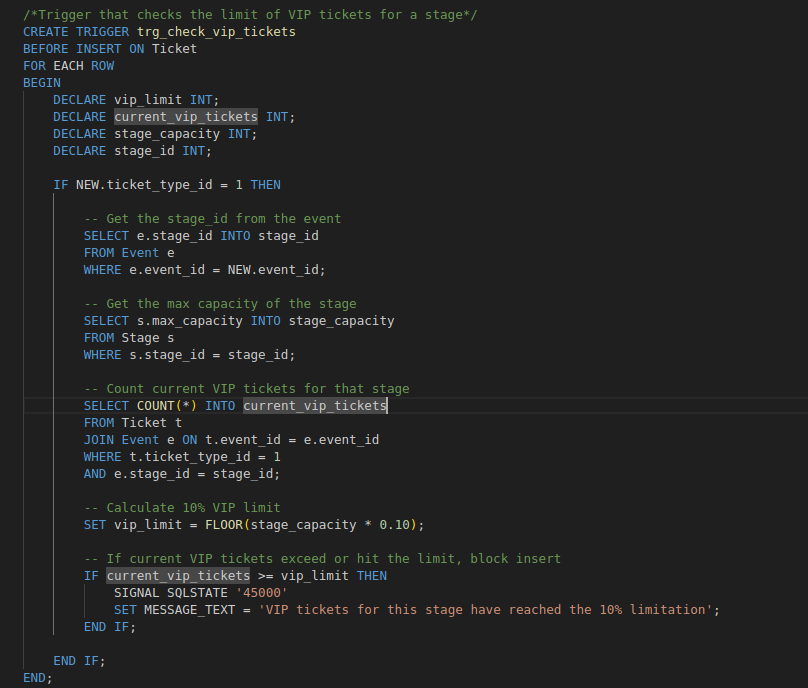 /*Trigger that checks the limit of VIP tickets for a stage*/
CREATE TRIGGER trg_check_vip_tickets
BEFORE INSERT ON Ticket
FOR EACH ROW
BEGIN
    DECLARE vip_limit INT;
    DECLARE current_vip_tickets INT;
    DECLARE stage_capacity INT;
    DECLARE stage_id INT;

    IF NEW.ticket_type_id = 1 THEN

        -- Get the stage_id from the event
        SELECT e.stage_id INTO stage_id
        FROM Event e
        WHERE e.event_id = NEW.event_id;

        -- Get the max capacity of the stage
        SELECT s.max_capacity INTO stage_capacity
        FROM Stage s
        WHERE s.stage_id = stage_id;

        -- Count current VIP tickets for that stage
        SELECT COUNT(*) INTO current_vip_tickets
        FROM Ticket t
        JOIN Event e ON t.event_id = e.event_id
        WHERE t.ticket_type_id = 1
        AND e.stage_id = stage_id;

        -- Calculate 10% VIP limit
        SET vip_limit = FLOOR(stage_capacity * 0.10);

        -- If current VIP tickets exceed or hit the limit, block insert
        IF current_vip_tickets >= vip_limit THEN
            SIGNAL SQLSTATE '45000'
            SET MESSAGE_TEXT = 'VIP tickets for this stage have reached the 10% limitation';
        END IF;

    END IF;
END;